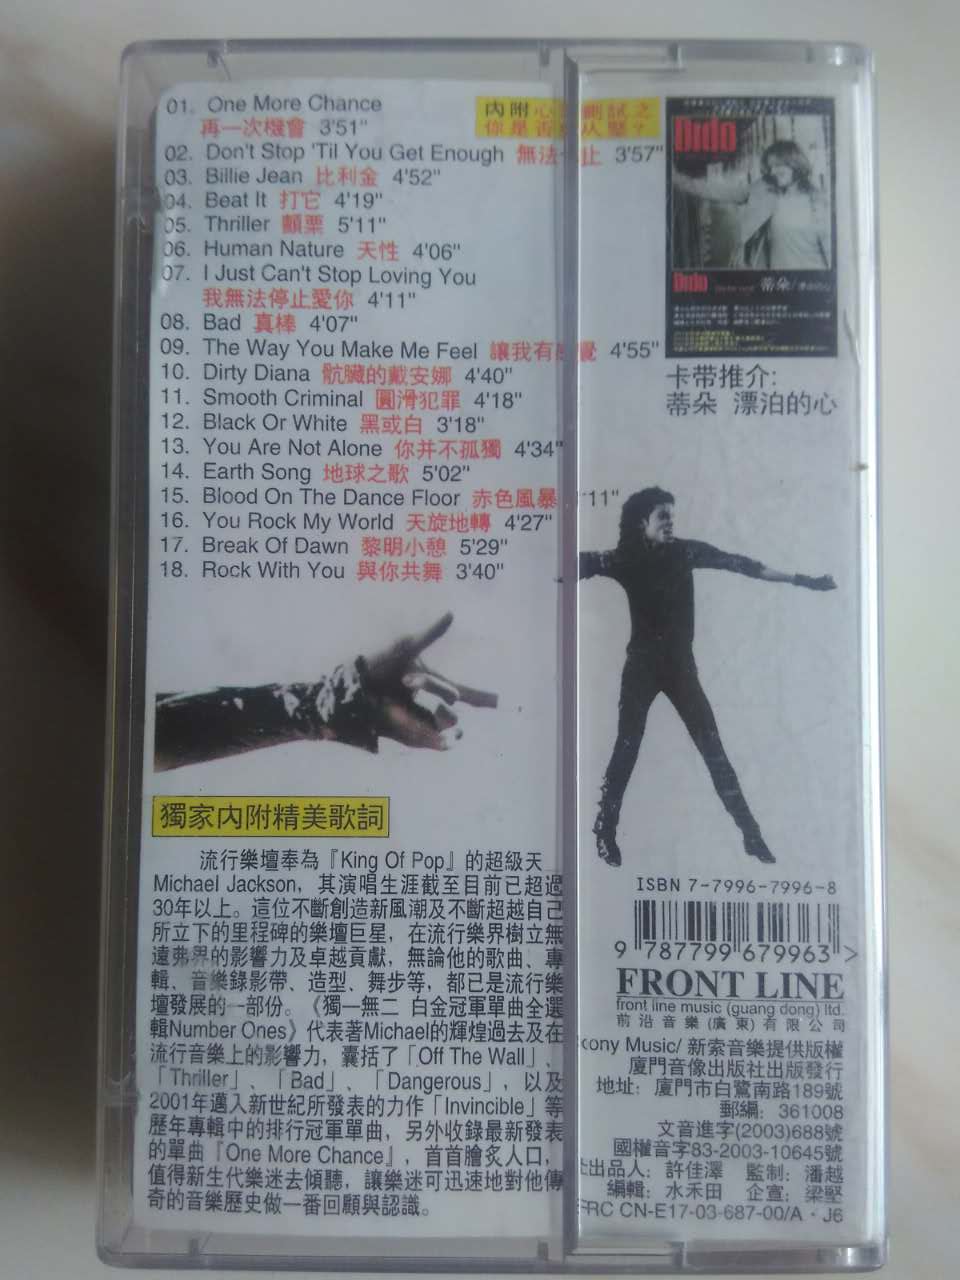 01. One More Chance
再一次機會 3'51"
02. Don't Stop 'Til You Get Enough 無法 止 3'57"
03. Billie Jean 比利金 4'52"
04. Beat It 打它 4'19"
05. Thriller 顫栗 5'11"
06. Human Nature 天性 4'06"
07. I Just Can't Stop Loving You
我無法停止愛你 4'11"
08. Bad 真棒 4'07"
09. The Way You Make Me Feel 讓我有感覺 4'55"
10. Dirty Diana 骯臟的戴安娜 4'40"
11. Smooth Criminal 圓滑犯罪 4'18"
12. Black Or White 黑或白 3'18"
13. You Are Not Alone 你并不孤獨 4'34"
14. Earth Song 地球之歌 5'02"
15. Blood On The Dance Floor 赤色風暴 '11"
16. You Rock My World 天旋地轉 4'27"
17. Break Of Dawn 黎明小憩 5'29"
18. Rock With You 與你共舞 3'40"
內附心 測試之
你是否 人壓?
Dido
Dido 蒂朵
卡带推介:
蒂朵 漂泊的心
獨家內附精美歌詞
流行樂壇奉為『King Of Pop』的超級天
Michael Jackson，其演唱生涯截至目前已超過
30年以上。這位不斷創造新風潮及不斷超越自己
所立下的里程碑的樂壇巨星，在流行樂界樹立無
遠弗界的影響力及卓越貢獻，無論他的歌曲、專
輯、音樂錄影帶、造型、舞步等，都已是流行樂
壇發展的一部份。《獨一無二 白金冠軍單曲全選
輯Number Ones》代表著Michael的輝煌過去及在
流行音樂上的影響力，囊括了「Off The Wall」、
「Thriller」、「Bad」、「Dangerous」，以及
2001年邁入新世紀所發表的力作「Invincible」等
歷年專輯中的排行冠軍單曲，另外收錄最新發表
的單曲『One More Chance』，首首膾炙人口，
值得新生代樂迷去傾聽，讓樂迷可迅速地對他傳
奇的音樂歷史做一番回顧與認識。
ISBN 7-7996-7996-8
9 787799 679963 >
FRONT LINE
front line music (guang dong) ltd.
前沿音樂(廣東)有限公司
ony Music/ 新索音樂提供版權
廈門音像出版社出版發行
地址: 廈門市白鷺南路189號
郵編: 361008
文音進字(2003)688號
國權音字83-2003-10645號
出品人: 許佳澤 監制: 潘越
編輯: 水禾田 企宣: 梁堅
FRC CN-E17-03-687-00/A・J6